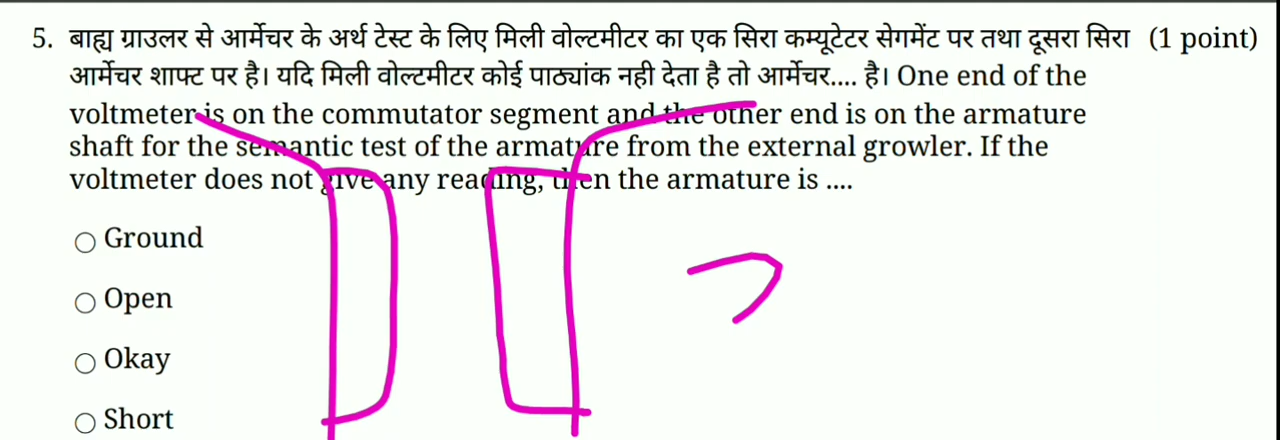 5. बाह्य ग्राउलर से आर्मेचर के अर्थ टेस्ट के लिए मिली वोल्टमीटर का एक सिरा कम्यूटेटर सेगमेंट पर तथा दूसरा सिरा (1 point)
आर्मेचर शाफ्ट पर है। यदि मिली वोल्टमीटर कोई पाठ्यांक नही देता है तो आर्मेचर.... है। One end of the
voltmeter is on the commutator segment and the other end is on the armature
shaft for the semantic test of the armature from the external growler. If the
voltmeter does not give any reading, then the armature is ....
Ground
Open
Okay
Short